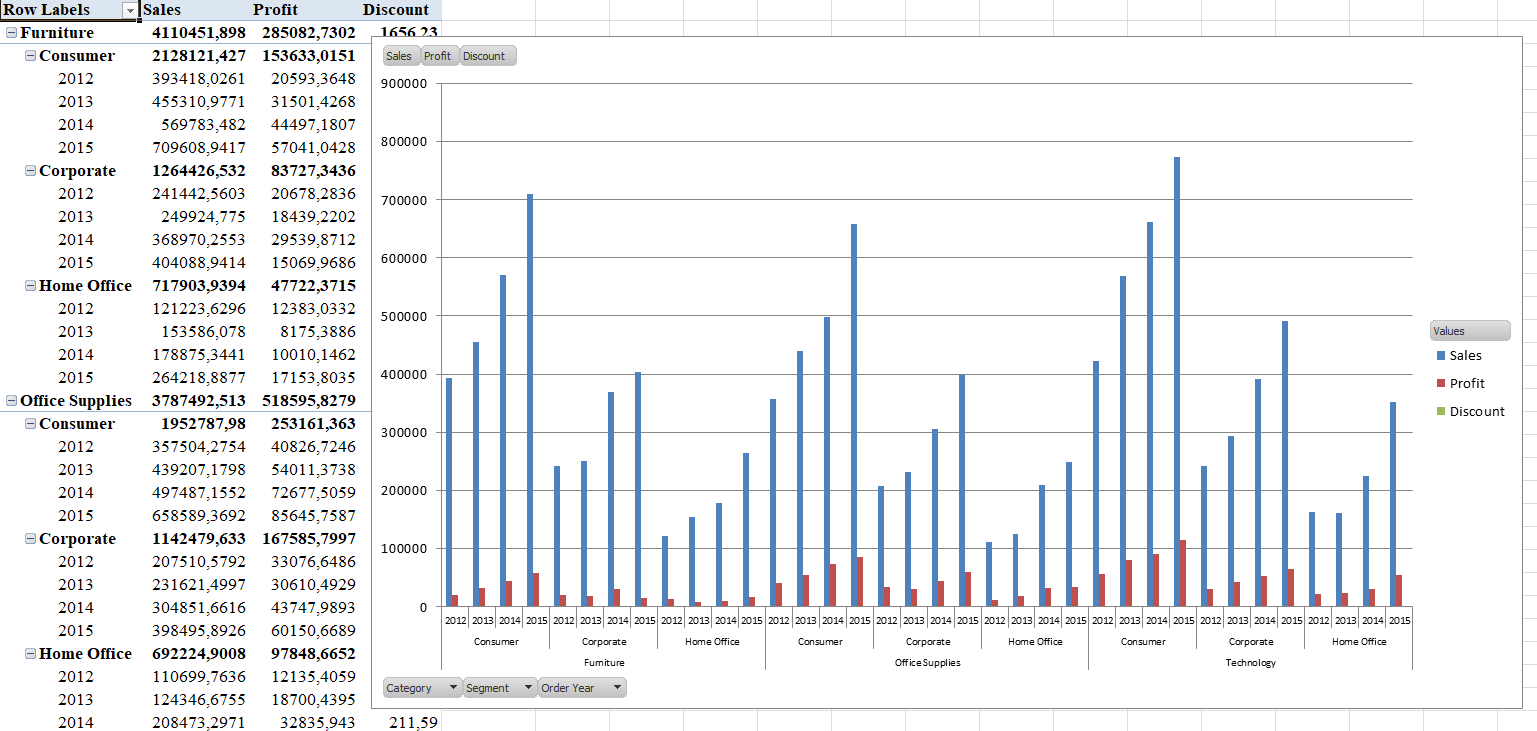 Row Labels Sales Profit Discount
Furniture 4110451,898 285082,7302 1656,23
Consumer 2128121,427 153633,0151
2012 393418,0261 20593,3648
2013 455310,9771 31501,4268
2014 569783,482 44497,1807
2015 709608,9417 57041,0428
Corporate 1264426,532 83727,3436
2012 241442,5603 20678,2836
2013 249924,775 18439,2202
2014 368970,2553 29539,8712
2015 404088,9414 15069,9686
Home Office 717903,9394 47722,3715
2012 121223,6296 12383,0332
2013 153586,078 8175,3886
2014 178875,3441 10010,1462
2015 264218,8877 17153,8035
Office Supplies 3787492,513 518595,8279
Consumer 1952787,98 253161,363
2012 357504,2754 40826,7246
2013 439207,1798 54011,3738
2014 497487,1552 72677,5059
2015 658589,3692 85645,7587
Corporate 1142479,633 167585,7997
2012 207510,5792 33076,6486
2013 231621,4997 30610,4929
2014 304851,6616 43747,9893
2015 398495,8926 60150,6689
Home Office 692224,9008 97848,6652
2012 110699,7636 12135,4059
2013 124346,6755 18700,4395
2014 208473,2971 32835,943 211,59
Sales Profit Discount
900000
800000
700000
600000
500000
400000
300000
200000
100000
0
2012 2013 2014 2015 2012 2013 2014 2015 2012 2013 2014 2015 2012 2013 2014 2015 2012 2013 2014 2015 2012 2013 2014 2015 2012 2013 2014 2015 2012 2013 2014 2015 2012 2013 2014 2015
Consumer Corporate Home Office Consumer Corporate Home Office Consumer Corporate Home Office
Furniture Office Supplies Technology
Category Segment Order Year
Values
Sales
Profit
Discount